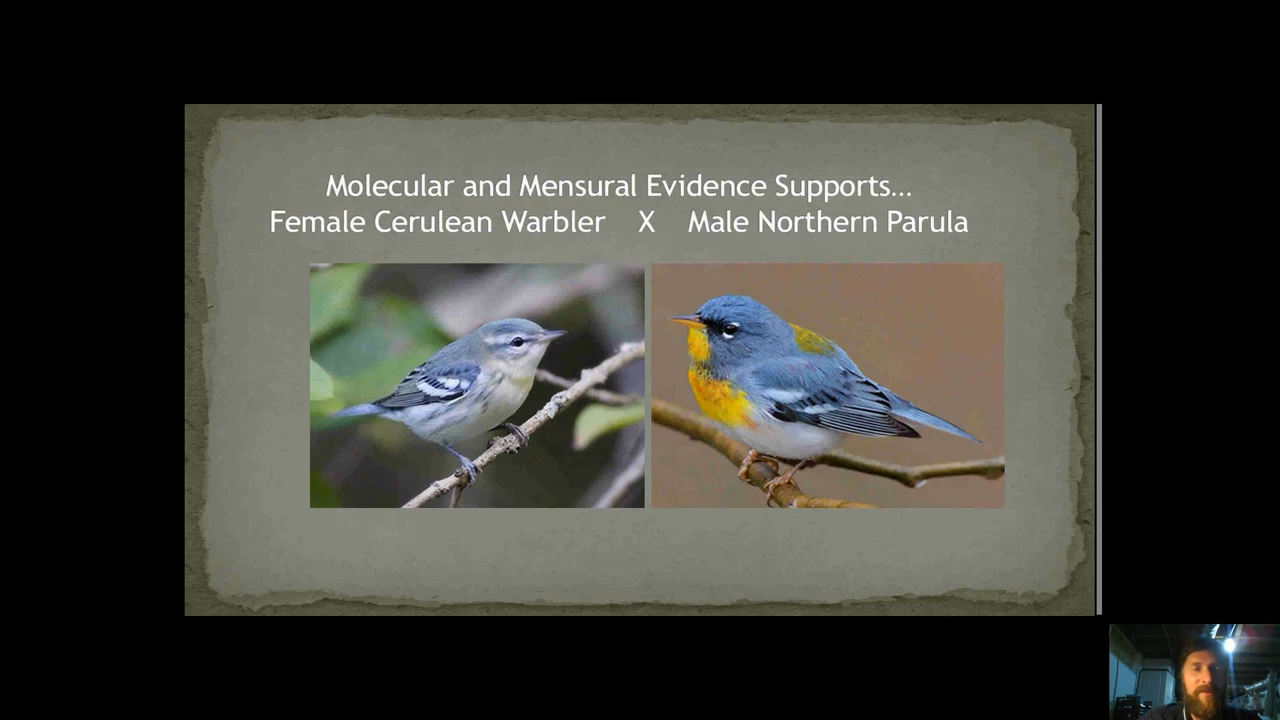 Molecular and Mensural Evidence Supports...
Female Cerulean Warbler X Male Northern Parula